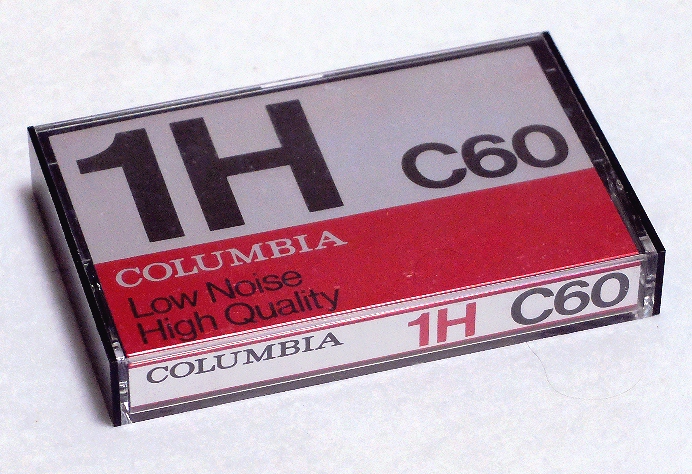 1H C60
COLUMBIA
Low Noise
High Quality
COLUMBIA 1H C60